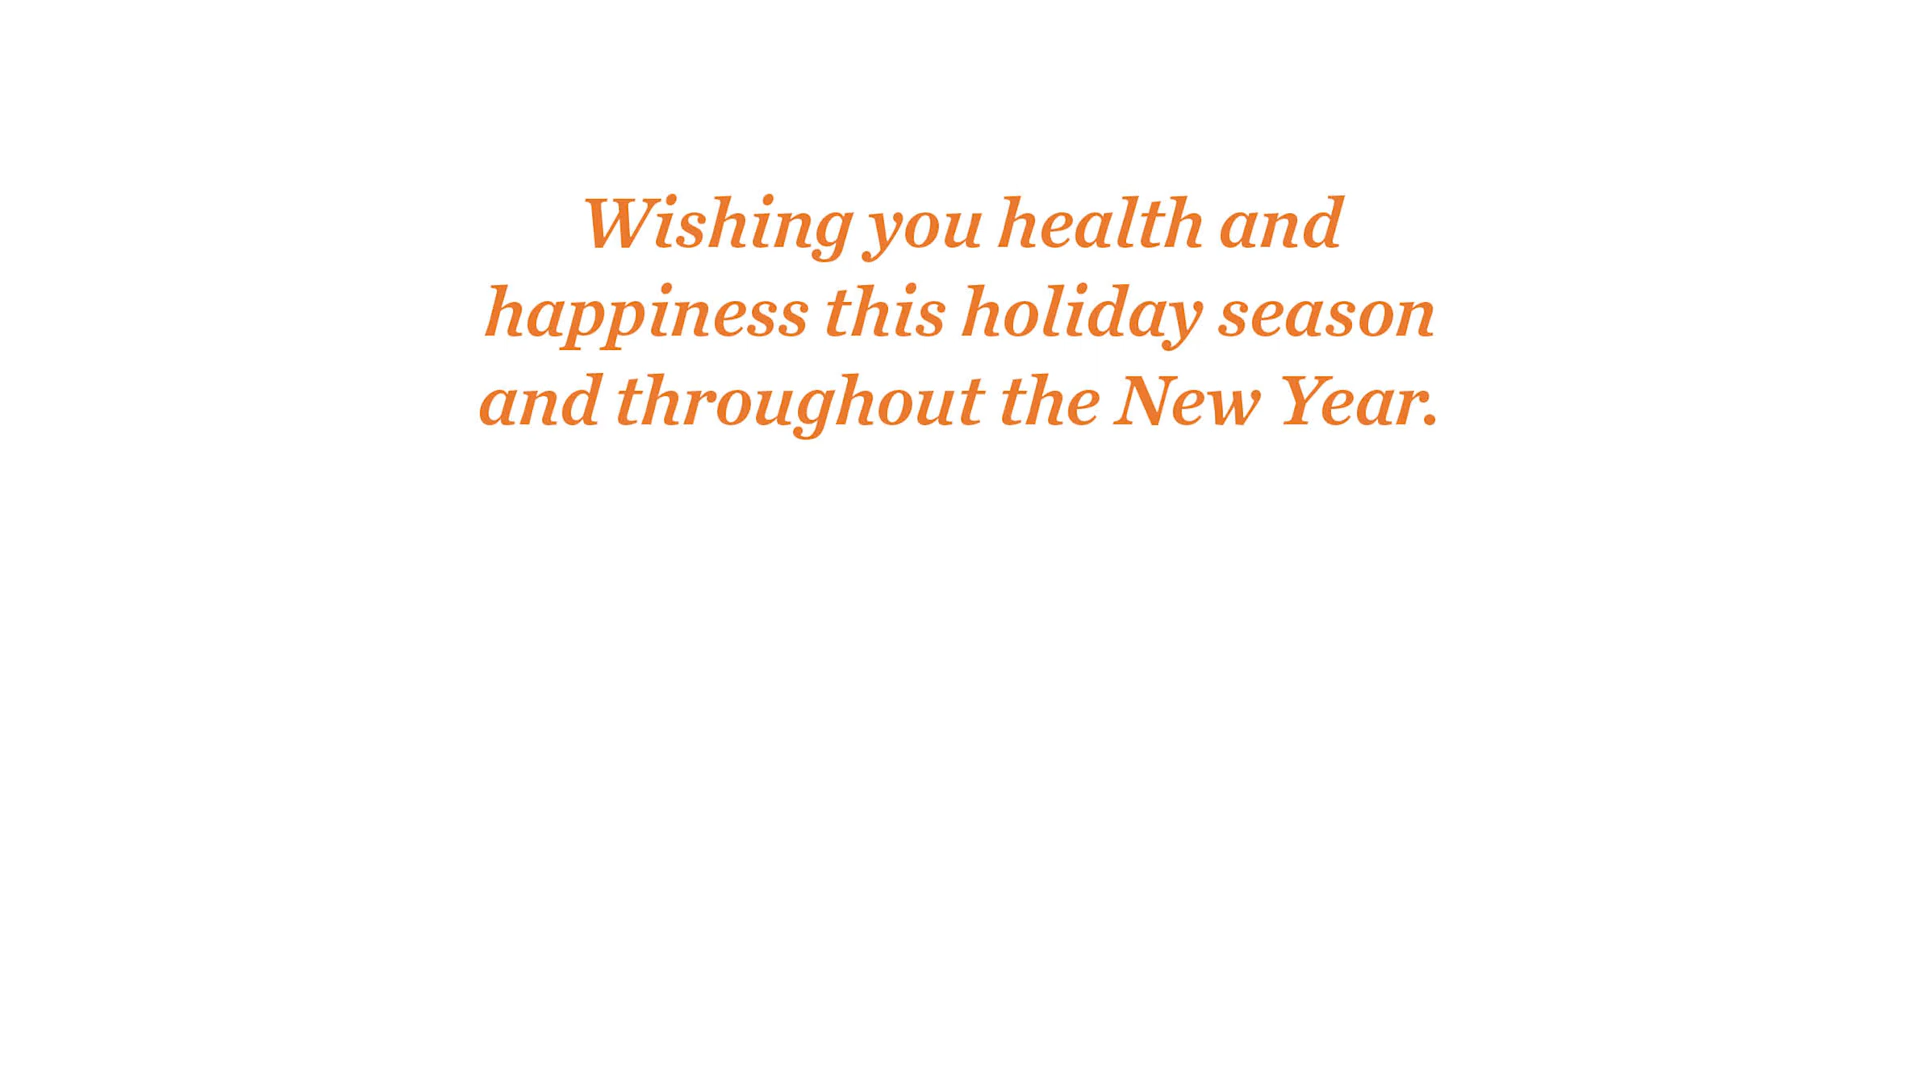 Wishing you health and
happiness this holiday season
and throughout the New Year.